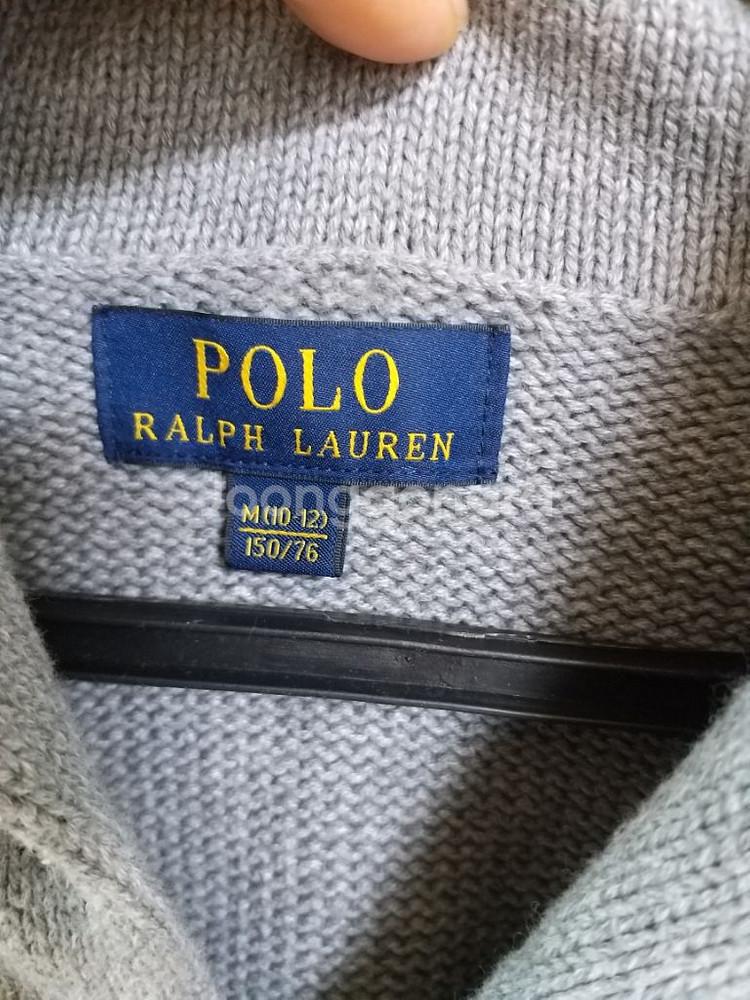 POLO
RALPH LAUREN
M(10-12)
150/76